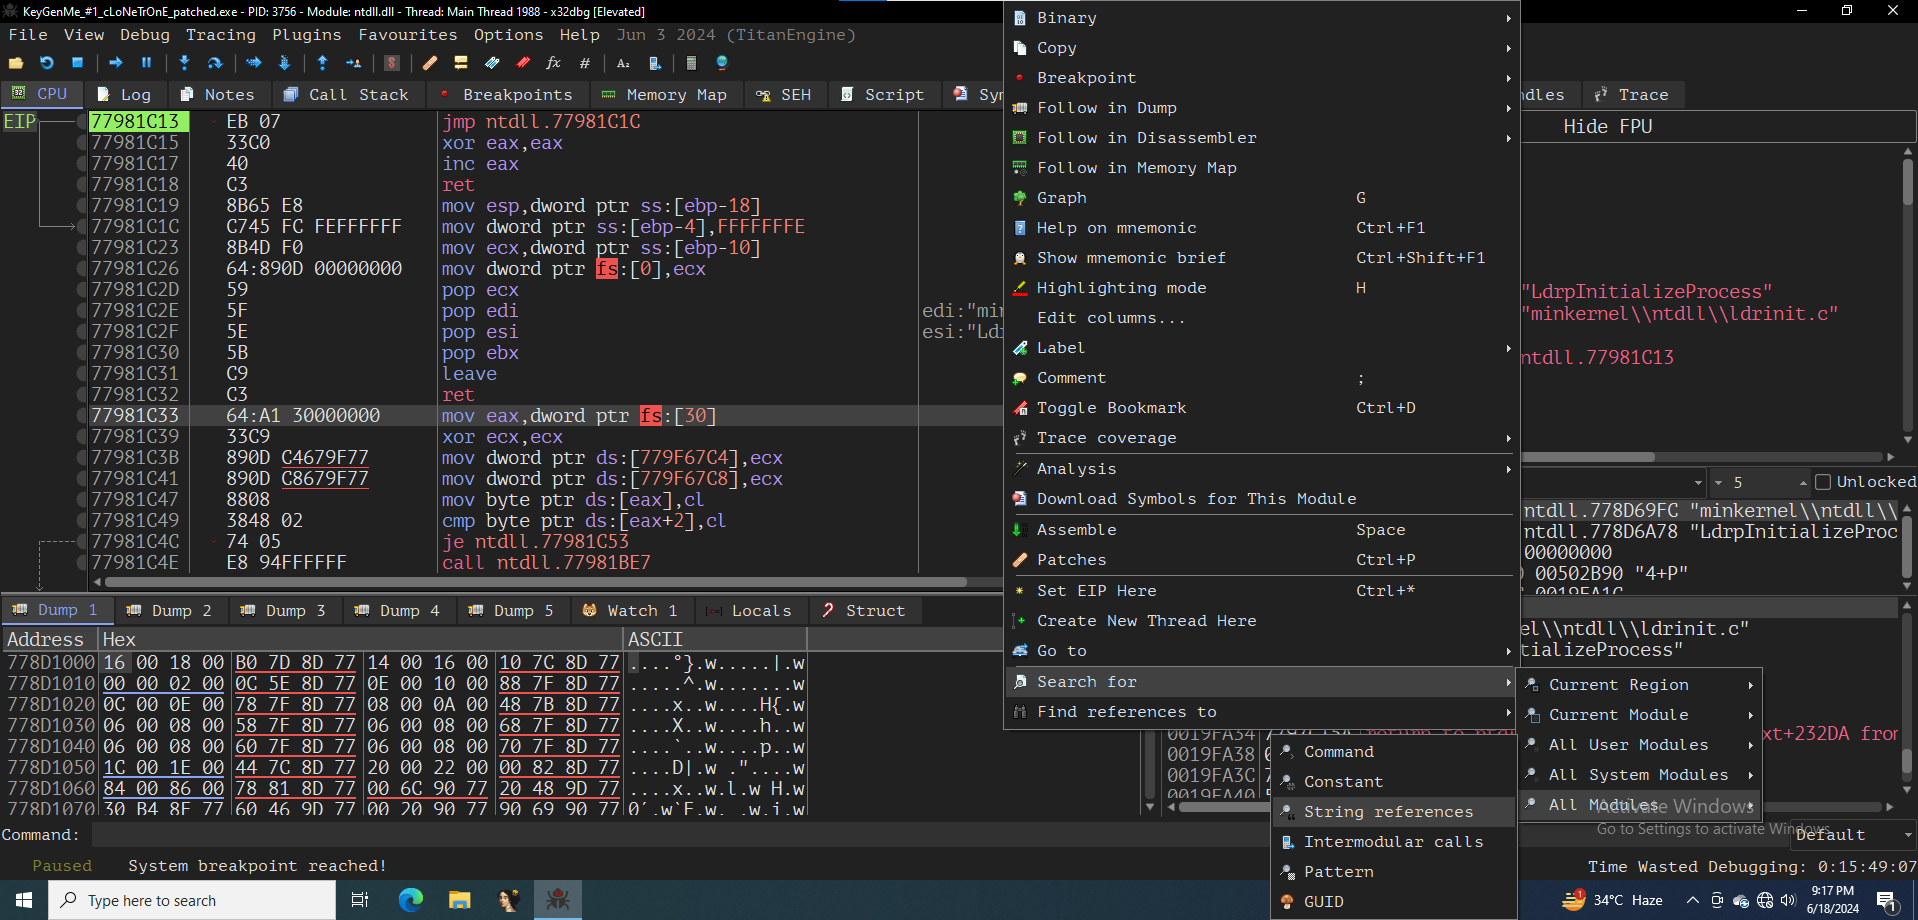 KeyGenMe_#1_cLoNeTrOnE_patched.exe - PID: 3756 - Module: ntdll.dll - Thread: Main Thread 1988 - x32dbg [Elevated]
File View Debug Tracing Plugins Favourites Options Help Jun 3 2024 (TitanEngine)
CPU Log Notes Call Stack Breakpoints Memory Map SEH Script Trace
Hide FPU
EIP 77981C13 EB 07 jmp ntdll.77981C1C
77981C15 33C0 xor eax,eax
77981C17 40 inc eax
77981C18 C3 ret
77981C19 8B65 E8 mov esp,dword ptr ss:[ebp-18]
77981C1C C745 FC FEFFFFFF mov dword ptr ss:[ebp-4],FFFFFFFE
77981C23 8B4D F0 mov ecx,dword ptr ss:[ebp-10]
77981C26 64:890D 00000000 mov dword ptr fs:[0],ecx
77981C2D 59 pop ecx
77981C2E 5F pop edi edi:"min
77981C2F 5E pop esi esi:"Ld
77981C30 5B pop ebx
77981C31 C9 leave
77981C32 C3 ret
77981C33 64:A1 30000000 mov eax,dword ptr fs:[30]
77981C39 33C9 xor ecx,ecx
77981C3B 890D C4679F77 mov dword ptr ds:[779F67C4],ecx
77981C41 890D C8679F77 mov dword ptr ds:[779F67C8],ecx
77981C47 8808 mov byte ptr ds:[eax],cl
77981C49 3848 02 cmp byte ptr ds:[eax+2],cl
77981C4C 74 05 je ntdll.77981C53
77981C4E E8 94FFFFFF call ntdll.77981BE7
Binary
Copy
Breakpoint
Follow in Dump
Follow in Disassembler
Follow in Memory Map
Graph G
Help on mnemonic Ctrl+F1
Show mnemonic brief Ctrl+Shift+F1
Highlighting mode H
Edit columns...
Label
Comment ;
Toggle Bookmark Ctrl+D
Trace coverage
Analysis
Download Symbols for This Module
Assemble Space
Patches Ctrl+P
Set EIP Here Ctrl+*
Create New Thread Here
Go to
Search for
Find references to
Current Region
Current Module
All User Modules
All System Modules
All Modules
Command
Constant
String references
Intermodular calls
Pattern
GUID
"LdrpInitializeProcess"
"minkernel\\ntdll\\ldrinit.c"
ntdll.77981C13
5 Unlocked
ntdll.778D69FC "minkernel\\ntdll\\
ntdll.778D6A78 "LdrpInitializeProc
00000000
00502B90 "4+P"
el\\ntdll\\ldrinit.c"
tializeProcess"
xt+232DA from
0019FA34
0019FA38
0019FA3C
Dump 1 Dump 2 Dump 3 Dump 4 Dump 5 Watch 1 Locals Struct
Address Hex ASCII
778D1000 16 00 18 00 B0 7D 8D 77 14 00 16 00 10 7C 8D 77 ....°}.w.....|.w
778D1010 00 00 02 00 0C 5E 8D 77 0E 00 10 00 88 7F 8D 77 .....^.w.......w
778D1020 0C 00 0E 00 78 7F 8D 77 08 00 0A 00 48 7B 8D 77 ....x..w....H{.w
778D1030 06 00 08 00 58 7F 8D 77 06 00 08 00 68 7F 8D 77 ....X..w....h..w
778D1040 06 00 08 00 60 7F 8D 77 06 00 08 00 70 7F 8D 77 ....`..w....p..w
778D1050 1C 00 1E 00 44 7C 8D 77 20 00 22 00 00 82 8D 77 ....D|.w ."....w
778D1060 84 00 86 00 78 81 8D 77 00 6C 90 77 20 48 9D 77 ....x..w.l.w H.w
778D1070 30 B4 8F 77 60 46 9D 77 00 20 90 77 90 69 90 77 0´.w`F.w. .w.i.w
Activate Windows
Go to Settings to activate Windows.
Command: Default
Paused System breakpoint reached! Time Wasted Debugging: 0:15:49:07
Type here to search
34°C Haze
9:17 PM
6/18/2024